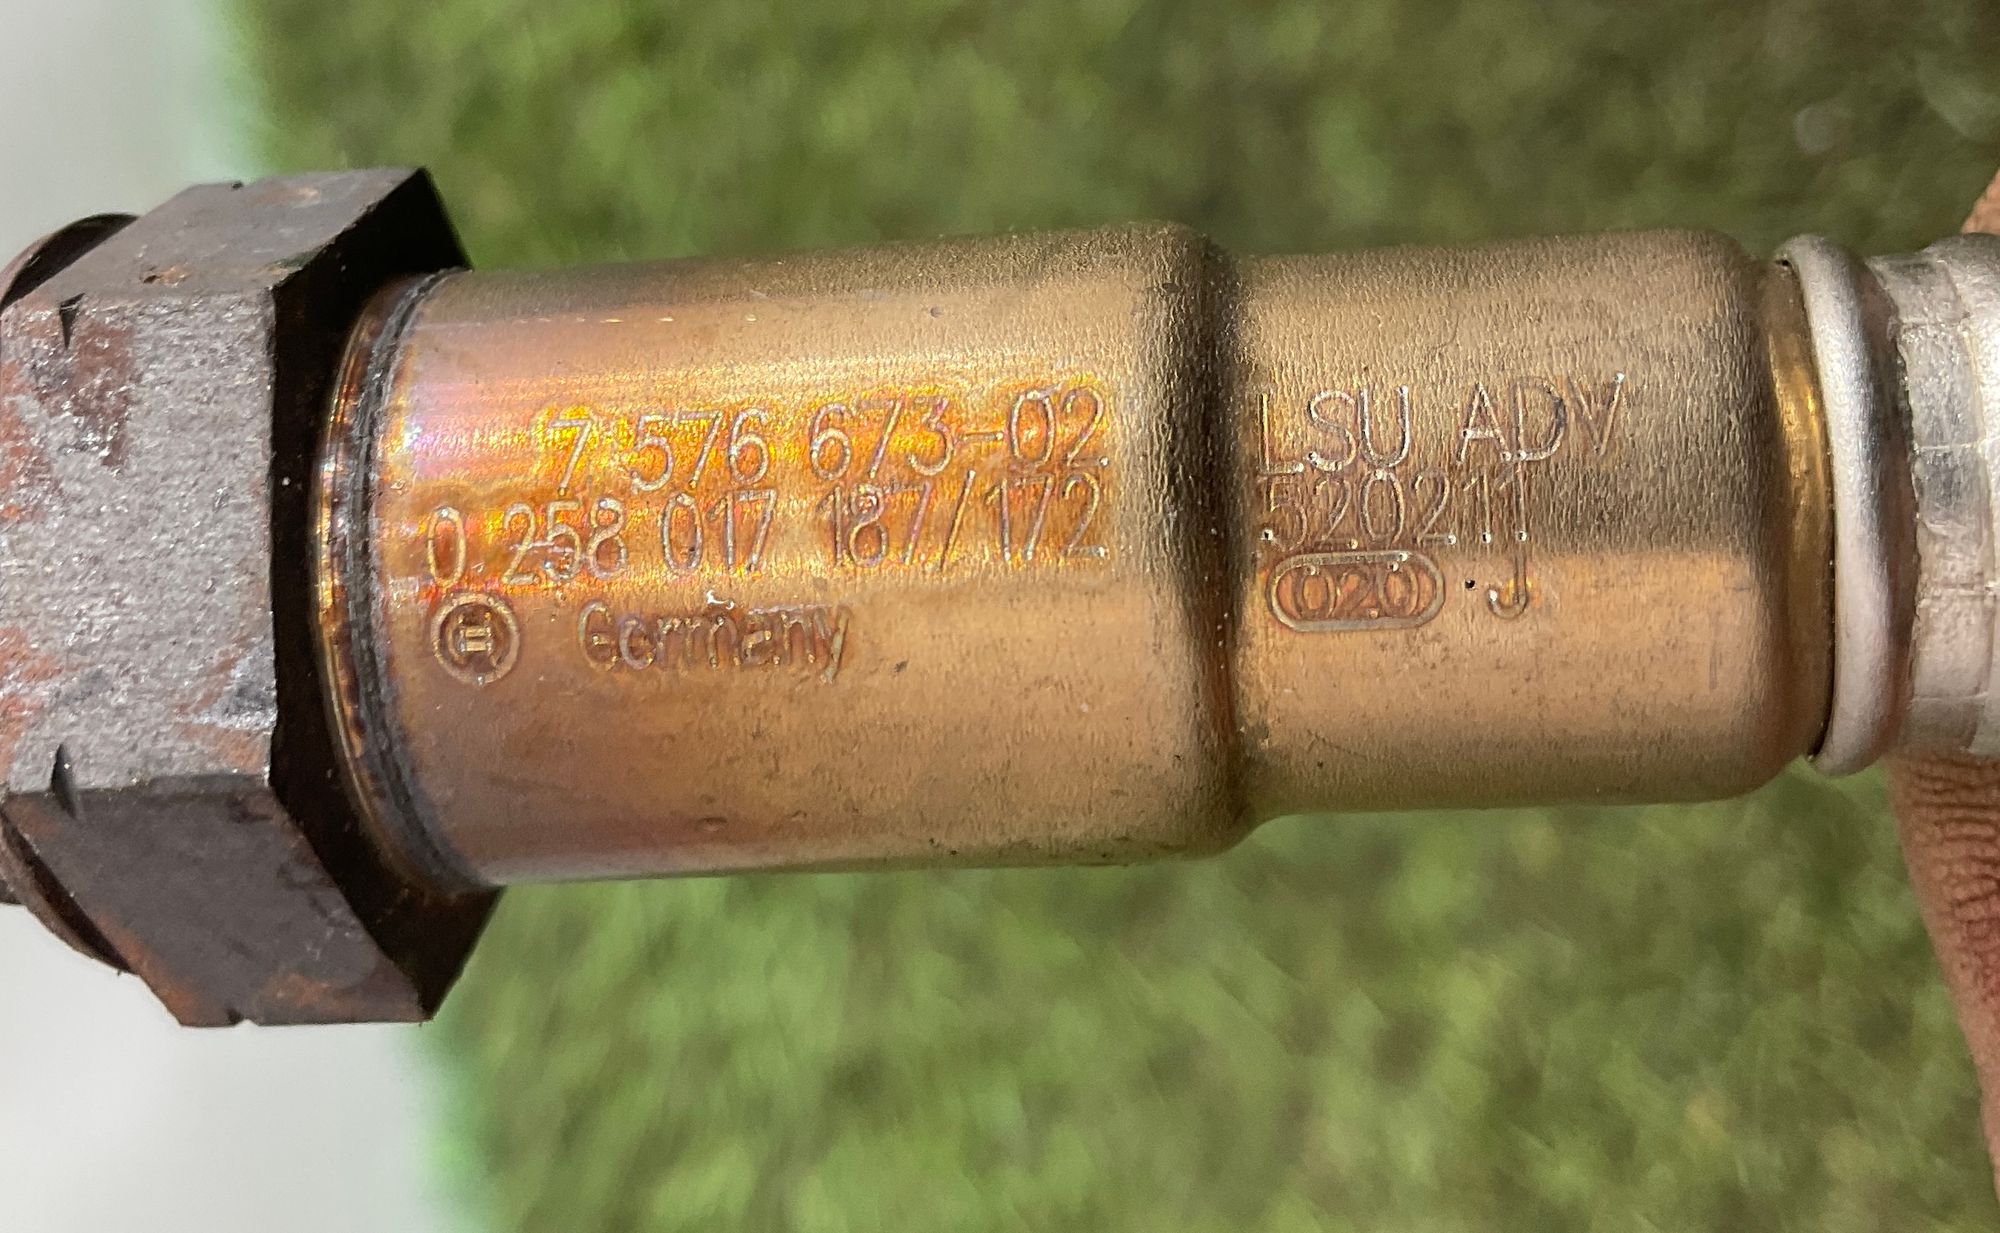 7 576 673-02
0 258 017 187/172
Germany
LSU ADV
520211
020 J